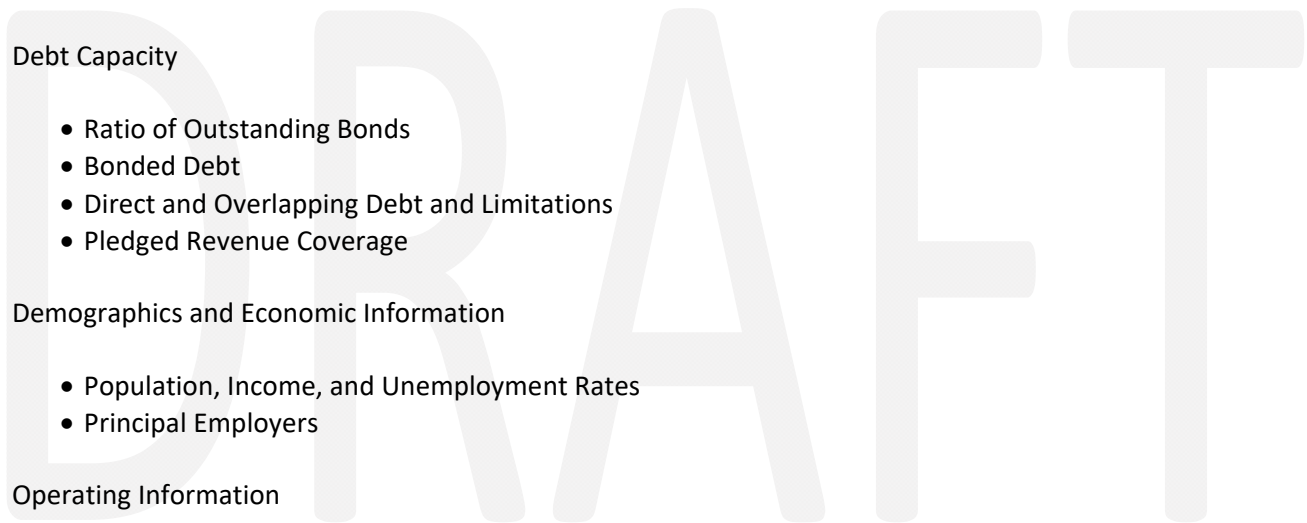 DRAFT
Debt Capacity
• Ratio of Outstanding Bonds
• Bonded Debt
• Direct and Overlapping Debt and Limitations
• Pledged Revenue Coverage
Demographics and Economic Information
• Population, Income, and Unemployment Rates
• Principal Employers
Operating Information